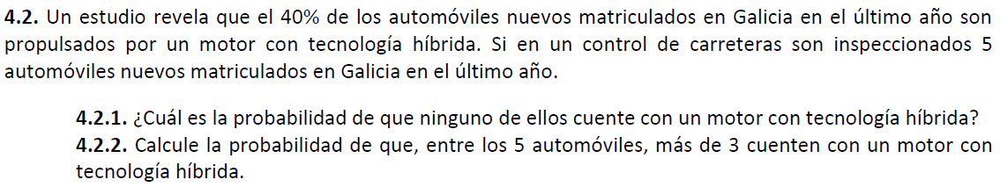 4.2. Un estudio revela que el 40% de los automóviles nuevos matriculados en Galicia en el último año son
propulsados por un motor con tecnología híbrida. Si en un control de carreteras son inspeccionados 5
automóviles nuevos matriculados en Galicia en el último año.
4.2.1. ¿Cuál es la probabilidad de que ninguno de ellos cuente con un motor con tecnología híbrida?
4.2.2. Calcule la probabilidad de que, entre los 5 automóviles, más de 3 cuenten con un motor con
tecnología híbrida.